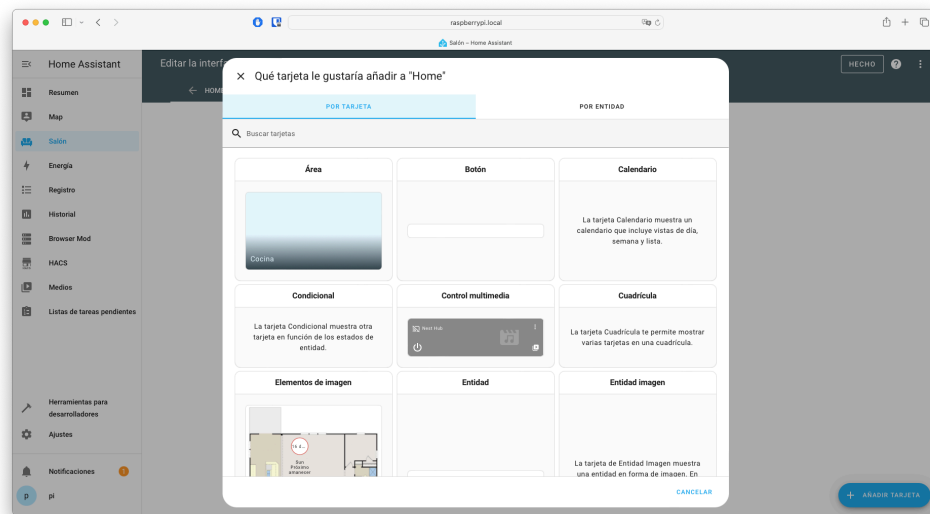 raspberrypi.local
Salón – Home Assistant
Home Assistant
Editar la interf
HECHO
HOM
Resumen
Map
Salón
Energía
Registro
Historial
Browser Mod
HACS
Medios
Listas de tareas pendientes
Herramientas para
desarrolladores
Ajustes
Notificaciones
1
P
pi
Qué tarjeta le gustaría añadir a "Home"
POR TARJETA
POR ENTIDAD
Buscar tarjetas
Área
Botón
Calendario
Cocina
La tarjeta Calendario muestra un
calendario que incluye vistas de día,
semana y lista.
Condicional
Control multimedia
Cuadrícula
La tarjeta Condicional muestra otra
tarjeta en función de los estados de
entidad.
Nest Hub
La tarjeta Cuadrícula te permite mostrar
varias tarjetas en una cuadrícula.
Elementos de imagen
Entidad
Entidad imagen
Sun
Próximo
amanecer
La tarjeta de Entidad Imagen muestra
una entidad en forma de imagen. En
CANCELAR
AÑADIR TARJETA